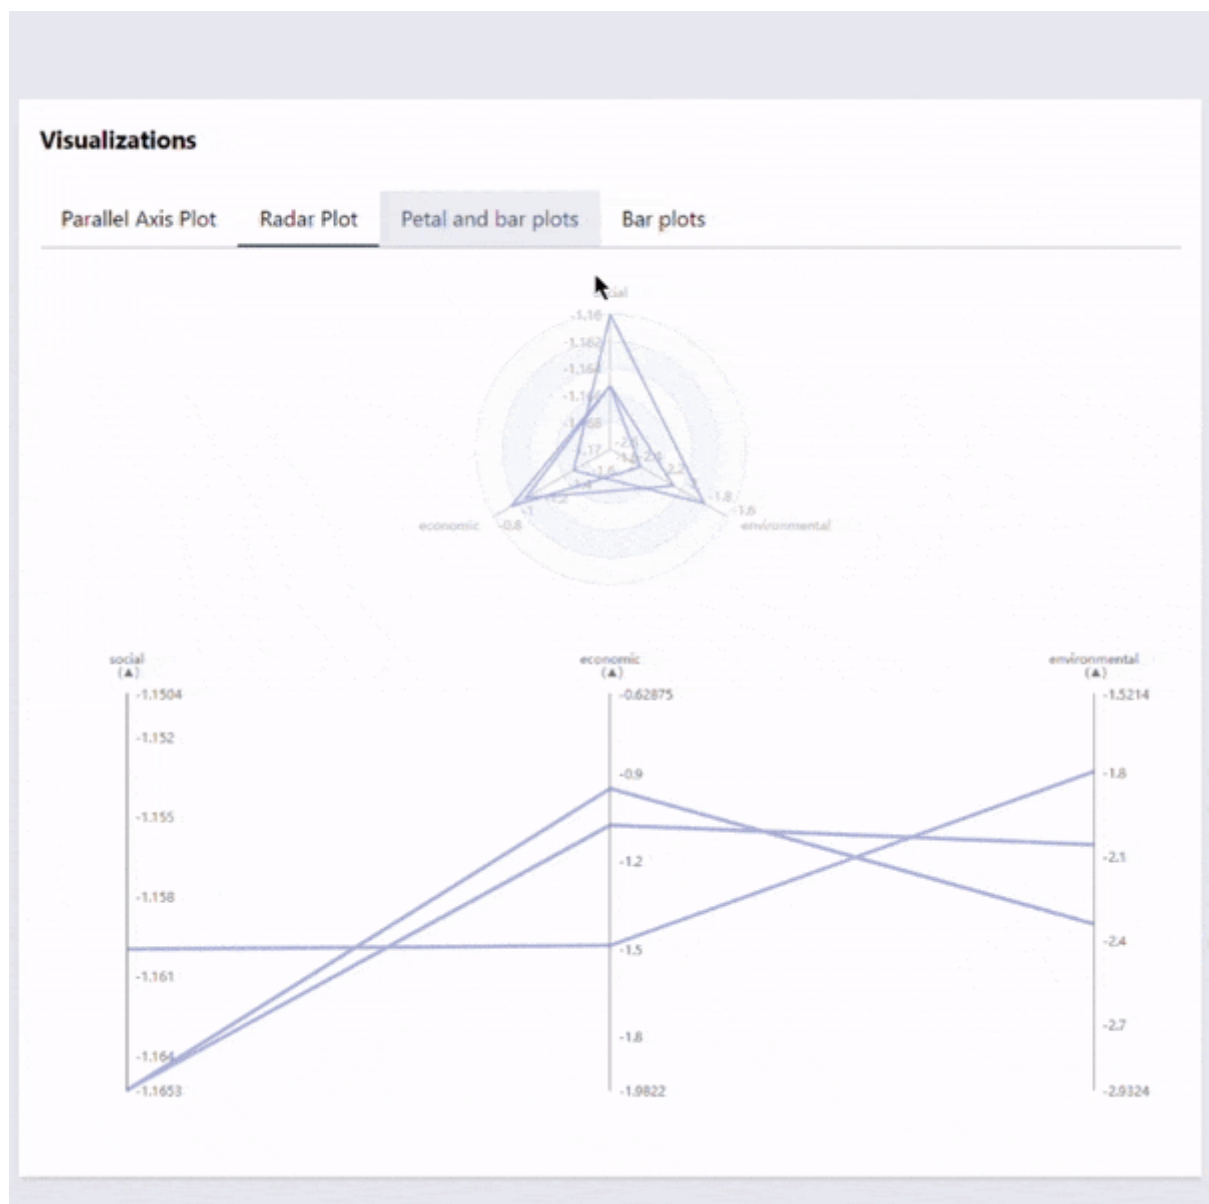 Visualizations
Parallel Axis Plot Radar Plot Petal and bar plots Bar plots
-1.16
-1.162
-1.164
-1.8
-1.6
economic -0.8 environmental
social economic environmental
(▲) (▲) (▲)
-1.1504 -0.62875 -1.5214
-1.152
-0.9 -1.8
-1.155
-1.2 -2.1
-1.158
-1.5 -2.4
-1.161
-1.8 -2.7
-1.164
-1.1653 -1.9822 -2.9324